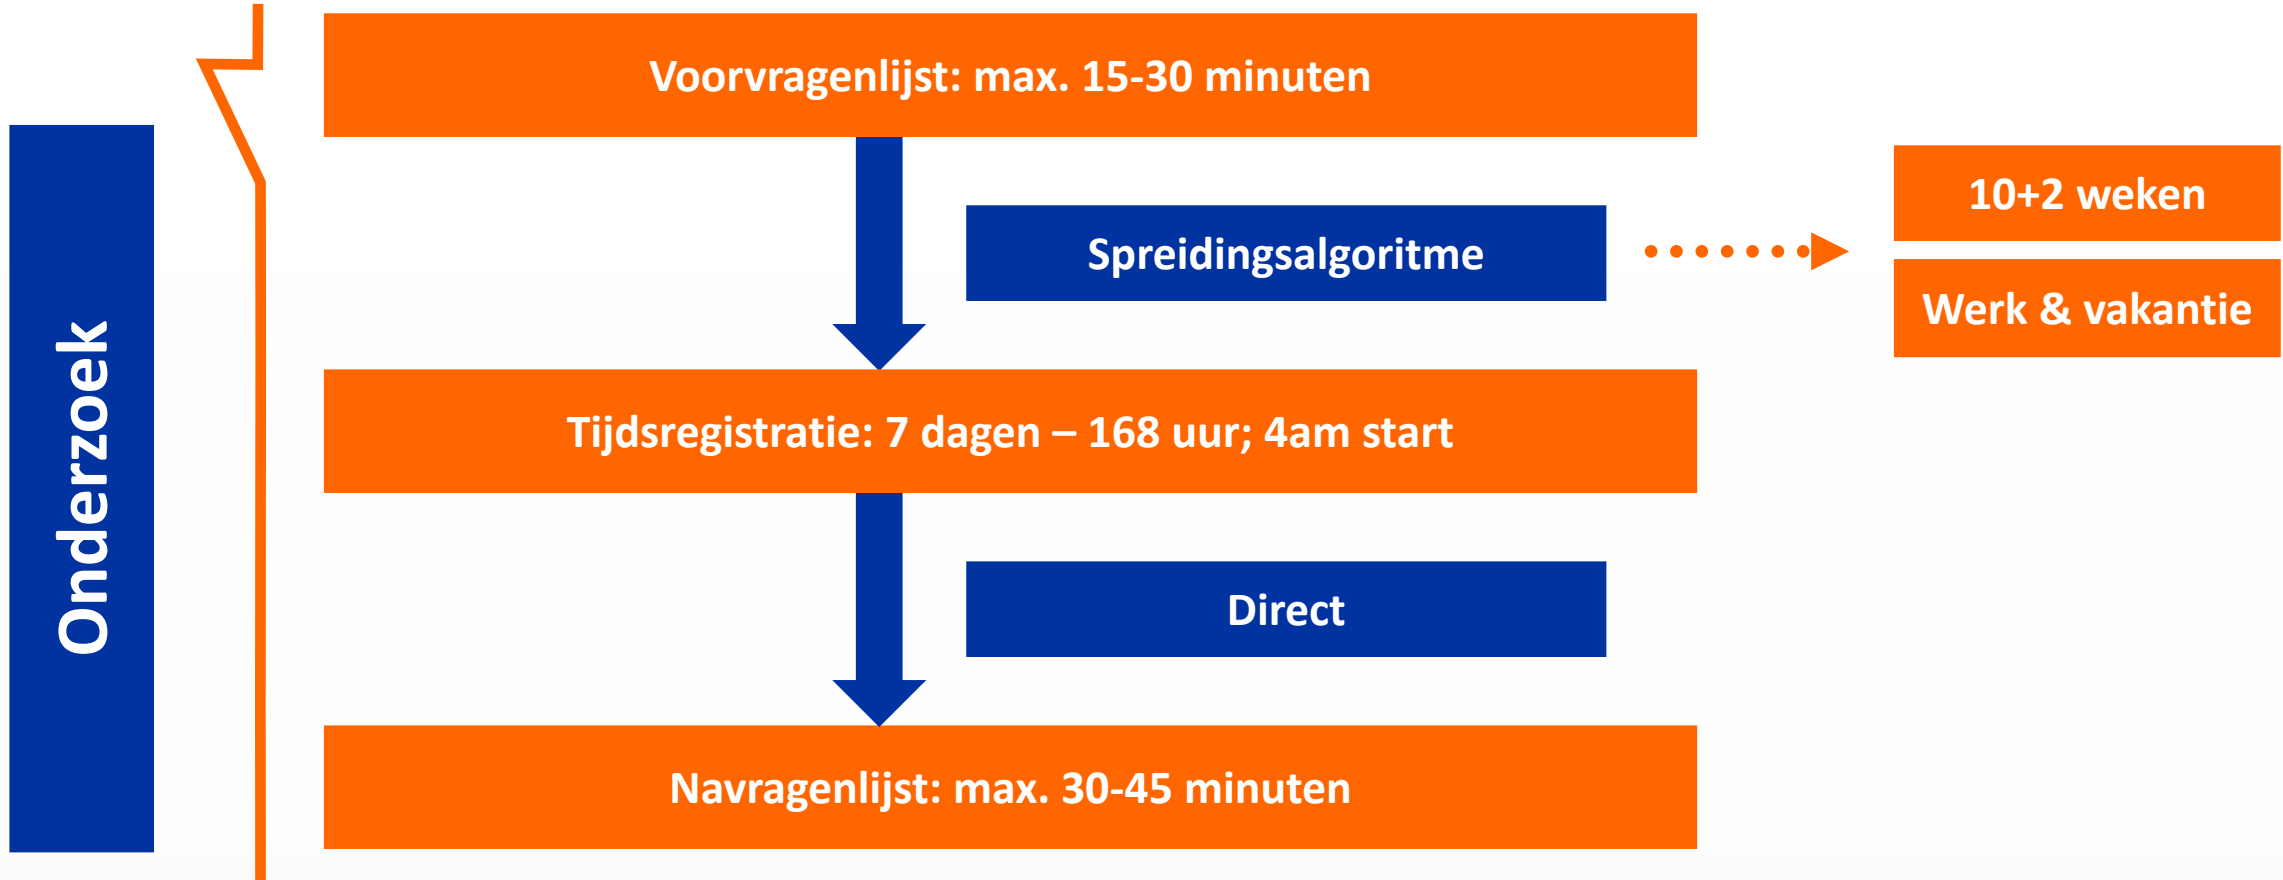 Onderzoek
Voorvragenlijst: max. 15-30 minuten
Spreidingsalgoritme
10+2 weken
Werk & vakantie
Tijdsregistratie: 7 dagen – 168 uur; 4am start
Direct
Navragenlijst: max. 30-45 minuten